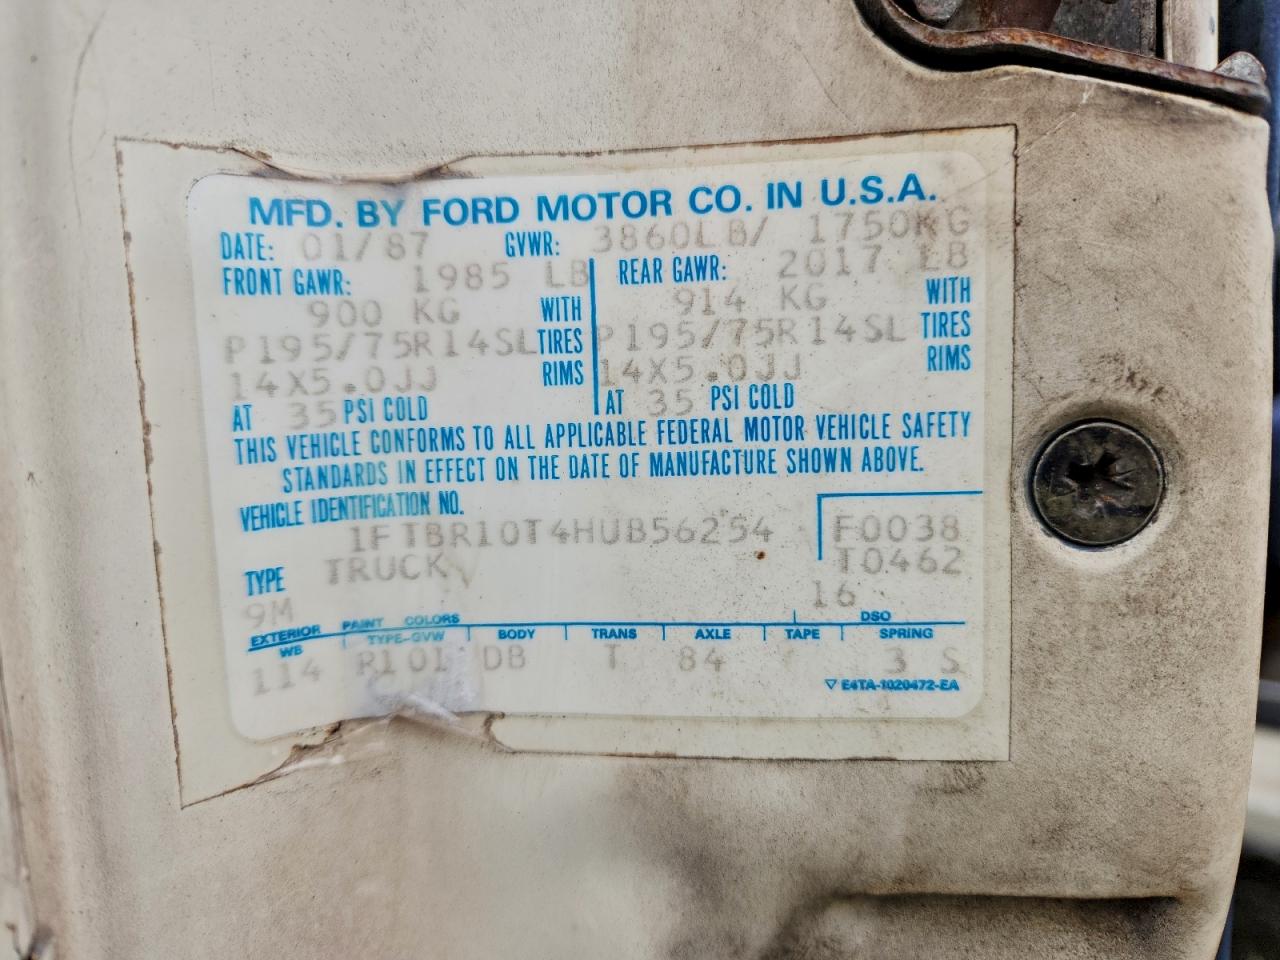 MFD. BY FORD MOTOR CO. IN U.S.A.
DATE: 01/87 GVWR: 3860LB/ 1750KG
FRONT GAWR: 1985 LB REAR GAWR: 2017 LB
900 KG WITH 914 KG WITH
P195/75R14SL TIRES P195/75R14SL TIRES
14X5.0JJ RIMS 14X5.0JJ RIMS
AT 35 PSI COLD AT 35 PSI COLD
THIS VEHICLE CONFORMS TO ALL APPLICABLE FEDERAL MOTOR VEHICLE SAFETY
STANDARDS IN EFFECT ON THE DATE OF MANUFACTURE SHOWN ABOVE.
VEHICLE IDENTIFICATION NO.
1FTBR10T4HUB56254 F0038
TYPE TRUCK T0462
9M 16
EXTERIOR PAINT COLORS DSO
WB TYPE-GVW BODY TRANS AXLE TAPE SPRING
114 R101 DB T 84 3 S
▽ E4TA-1020472-EA